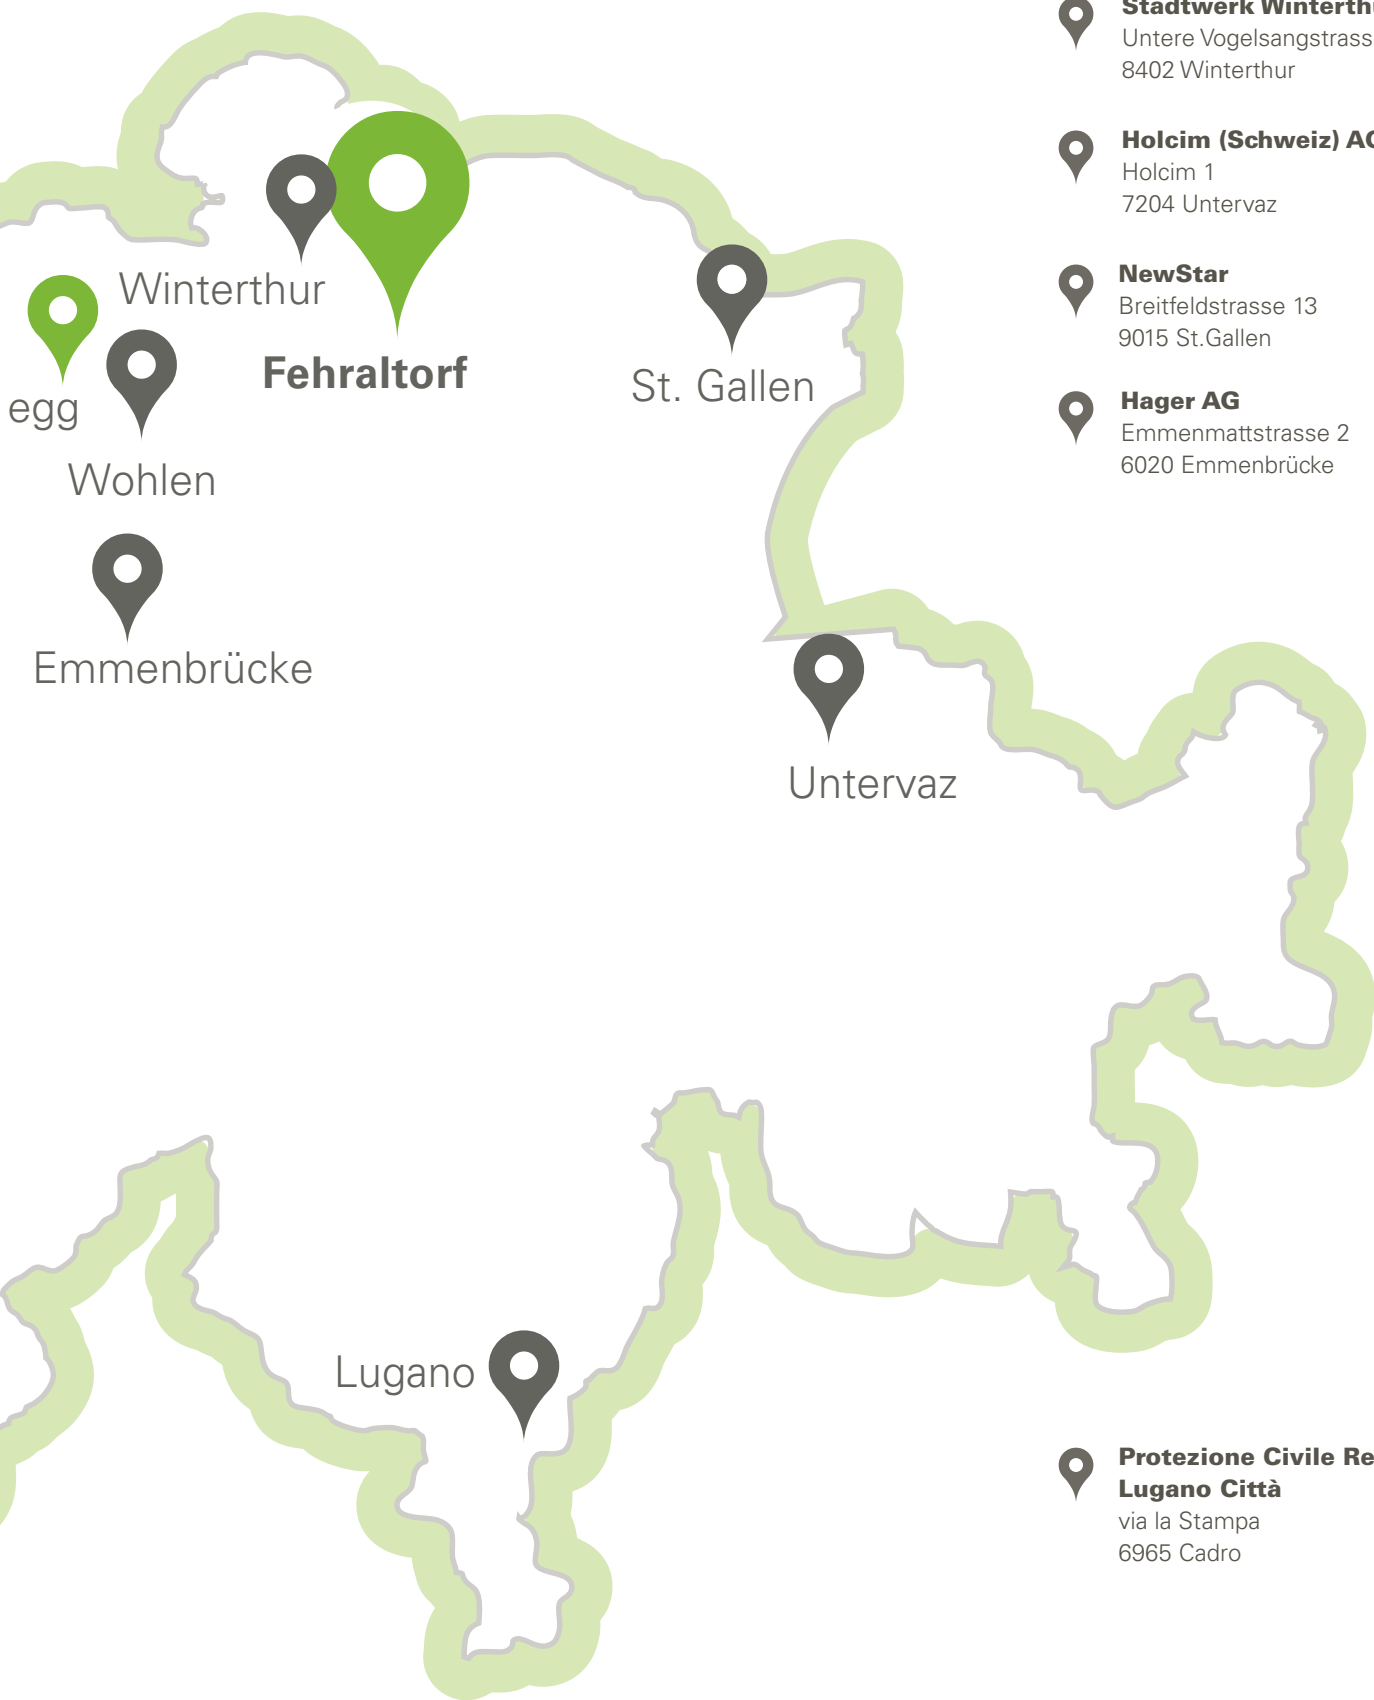 Winterthur
Fehraltorf
St. Gallen
egg
Wohlen
Emmenbrücke
Untervaz
Lugano
Untere Vogelsangstrass
8402 Winterthur
Holcim (Schweiz) AG
Holcim 1
7204 Untervaz
NewStar
Breitfeldstrasse 13
9015 St.Gallen
Hager AG
Emmenmattstrasse 2
6020 Emmenbrücke
Stadtwerk Winterthu
Protezione Civile Re
Lugano Città
via la Stampa
6965 Cadro